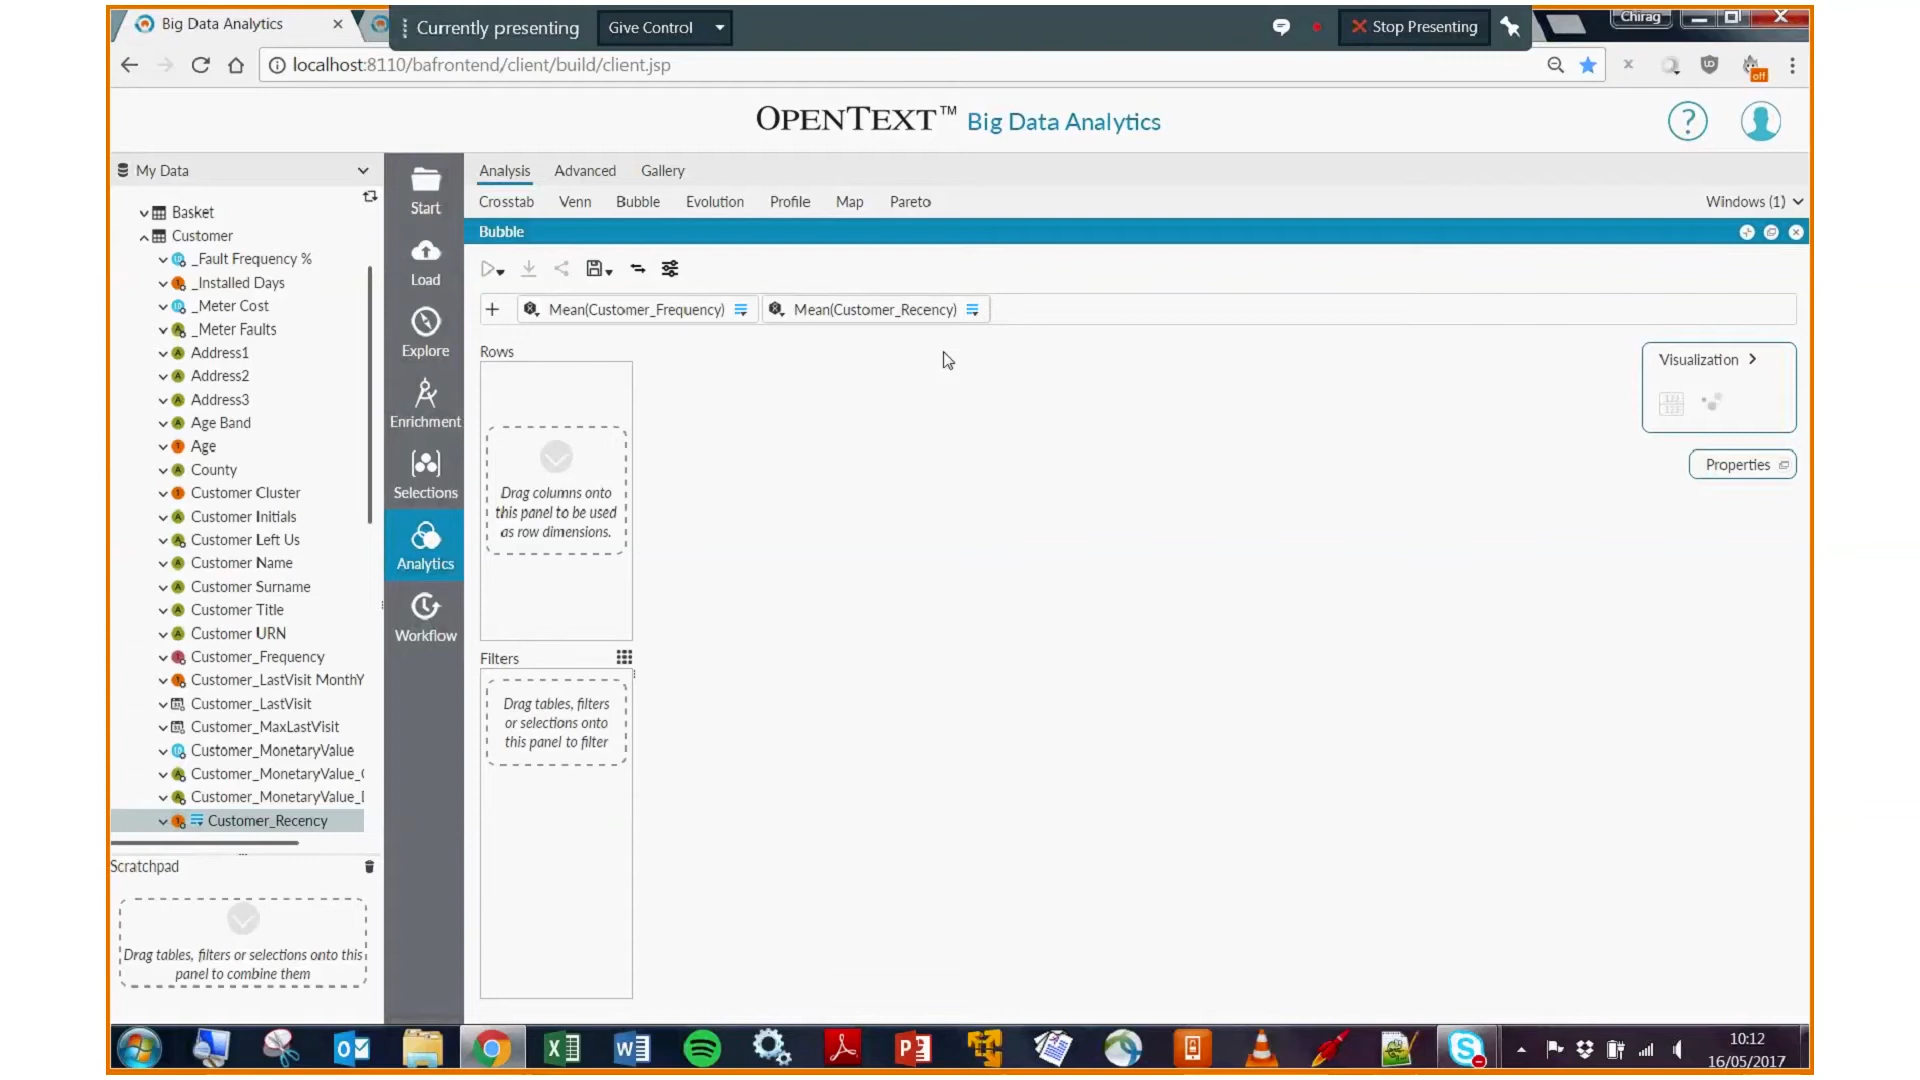 Big Data Analytics
Currently presenting
Give Control
Stop Presenting
Chirag
localhost:8110/bafrontend/client/build/client.jsp
off
OPENTEXT™ Big Data Analytics
?
My Data
Basket
Customer
_Fault Frequency %
_Installed Days
_Meter Cost
_Meter Faults
Address1
Address2
Address3
Age Band
Age
County
Customer Cluster
Customer Initials
Customer Left Us
Customer Name
Customer Surname
Customer Title
Customer URN
Customer_Frequency
Customer_LastVisit MonthY
Customer_LastVisit
Customer_MaxLastVisit
Customer_MonetaryValue
Customer_MonetaryValue_
Customer_MonetaryValue_
Customer_Recency
Scratchpad
Drag tables, filters or selections onto this
panel to combine them
Start
Load
Explore
Enrichment
Selections
Analytics
Workflow
Analysis Advanced Gallery
Crosstab Venn Bubble Evolution Profile Map Pareto
Windows (1)
Bubble
Mean(Customer_Frequency)
Mean(Customer_Recency)
Rows
Drag columns onto
this panel to be used
as row dimensions.
Filters
Drag tables, filters
or selections onto
this panel to filter
Visualization
Properties
10:12
16/05/2017